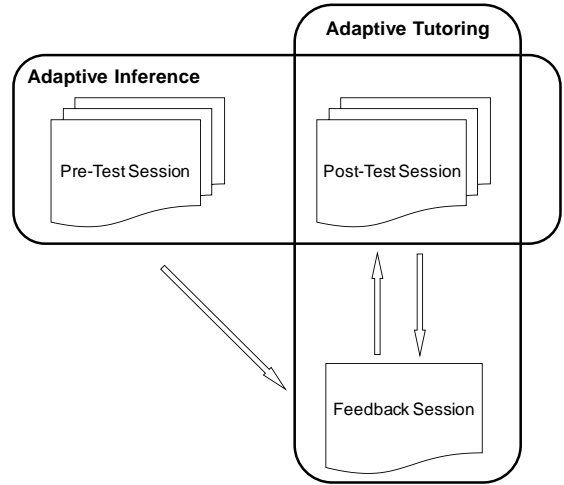 Adaptive Tutoring
Adaptive Inference
Pre-Test Session
Post-Test Session
Feedback Session